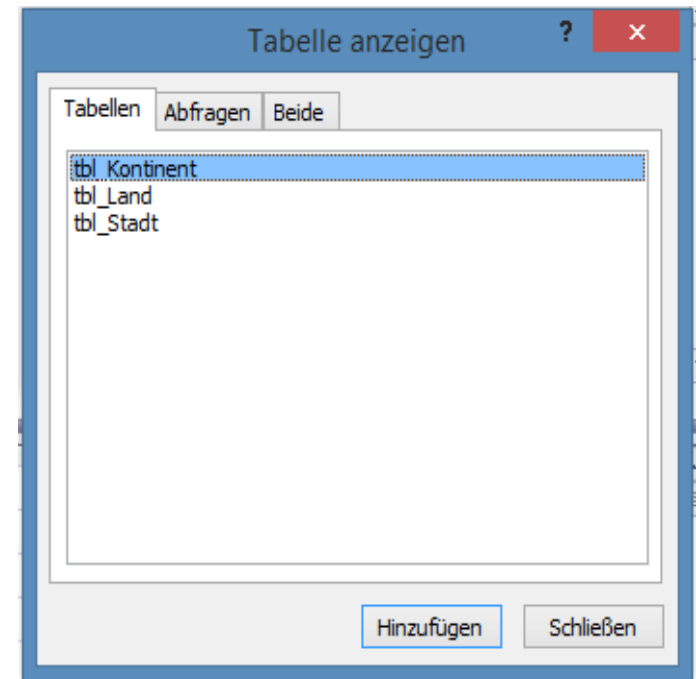 Tabelle anzeigen ? ×
Tabellen Abfragen Beide
tbl_Kontinent
tbl_Land
tbl_Stadt
Hinzufügen Schließen